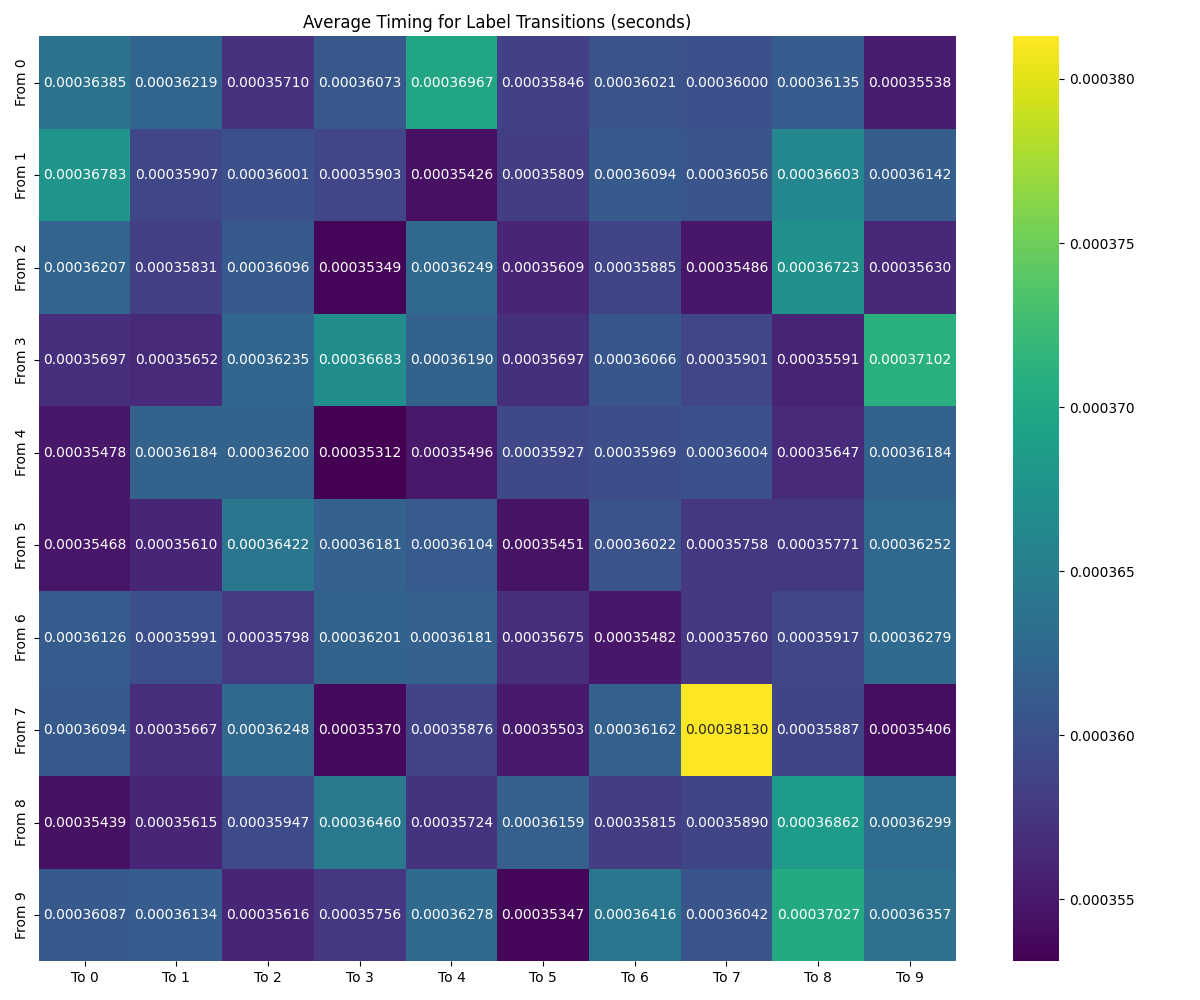 Average Timing for Label Transitions (seconds)
From 0 0.00036385 0.00036219 0.00035710 0.00036073 0.00036967 0.00035846 0.00036021 0.00036000 0.00036135 0.00035538
From 1 0.00036783 0.00035907 0.00036001 0.00035903 0.00035426 0.00035809 0.00036094 0.00036056 0.00036603 0.00036142
From 2 0.00036207 0.00035831 0.00036096 0.00035349 0.00036249 0.00035609 0.00035885 0.00035486 0.00036723 0.00035630
From 3 0.00035697 0.00035652 0.00036235 0.00036683 0.00036190 0.00035697 0.00036066 0.00035901 0.00035591 0.00037102
From 4 0.00035478 0.00036184 0.00036200 0.00035312 0.00035496 0.00035927 0.00035969 0.00036004 0.00035647 0.00036184
From 5 0.00035468 0.00035610 0.00036422 0.00036181 0.00036104 0.00035451 0.00036022 0.00035758 0.00035771 0.00036252
From 6 0.00036126 0.00035991 0.00035798 0.00036201 0.00036181 0.00035675 0.00035482 0.00035760 0.00035917 0.00036279
From 7 0.00036094 0.00035667 0.00036248 0.00035370 0.00035876 0.00035503 0.00036162 0.00038130 0.00035887 0.00035406
From 8 0.00035439 0.00035615 0.00035947 0.00036460 0.00035724 0.00036159 0.00035815 0.00035890 0.00036862 0.00036299
From 9 0.00036087 0.00036134 0.00035616 0.00035756 0.00036278 0.00035347 0.00036416 0.00036042 0.00037027 0.00036357
To 0 To 1 To 2 To 3 To 4 To 5 To 6 To 7 To 8 To 9
0.000380
0.000375
0.000370
0.000365
0.000360
0.000355